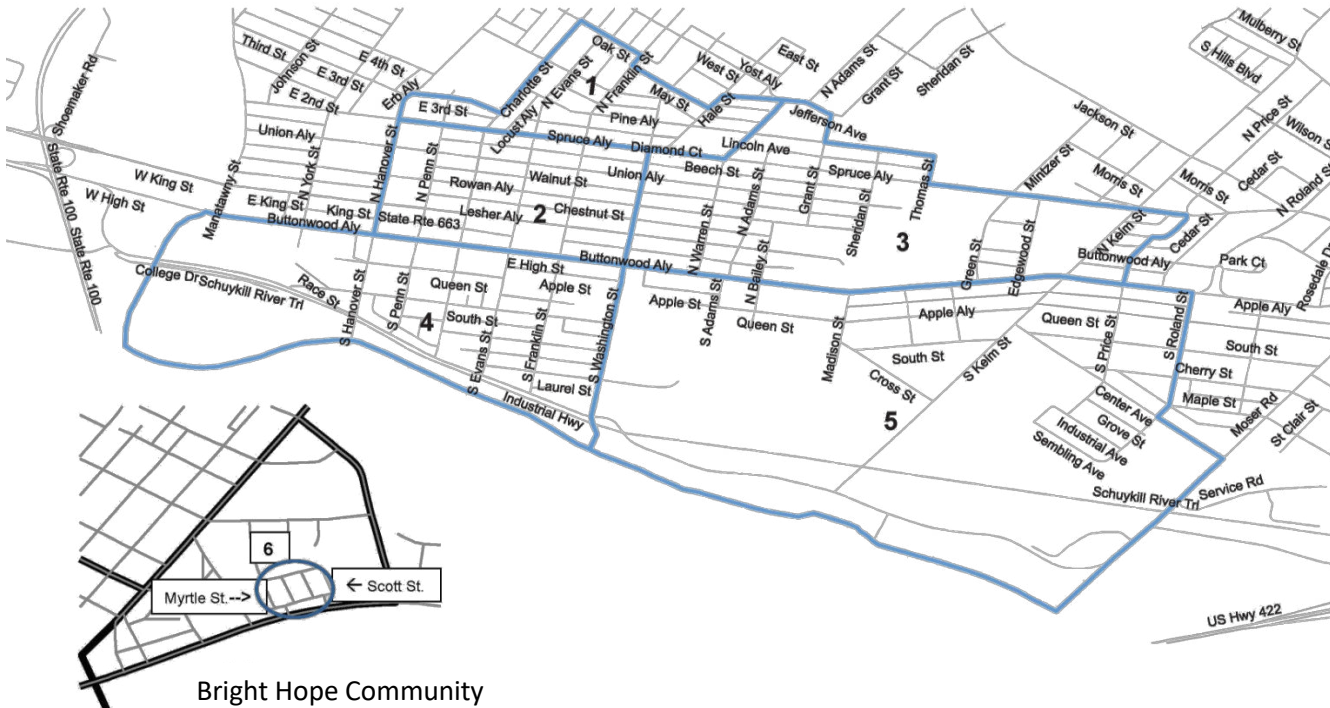 Mulberry St
S Hills Blvd
Shoemaker Rd
Third St
Johnson St
E 4th St
E 3rd St
E 2nd St
Erb Aly
Charlotte St
Oak St
1
N Evans St
N Franklin St
West St
Yost Aly
East St
N Adams St
Grant St
Sheridan St
Jackson St
N Price St
Wilson St
E 3rd St
Locust Aly
May St
Hale St
Pine Aly
Jefferson Ave
Union Aly
Spruce Aly
Diamond Ct
Lincoln Ave
N Hanover St
N Penn St
N York St
Manatawny St
State Rte 100
State Rte 100
W King St
W High St
E King St
King St
State Rte 663
Buttonwood Aly
Rowan Aly
Walnut St
Union Aly
Beech St
Lesher Aly
2
Chestnut St
Spruce Aly
Thomas St
Mintzer St
Morris St
Morris St
Cedar St
N Roland St
N Keim St
Cedar St
N Warren St
N Adams St
N Bailey St
Grant St
Sheridan St
3
Green St
Edgewood St
Buttonwood Aly
Park Ct
Rosedale Dr
E High St
Buttonwood Aly
College Dr
Schuykill River Trl
Race St
S Hanover St
S Penn St
Queen St
Apple St
South St
4
S Evans St
S Franklin St
S Washington St
Laurel St
Industrial Hwy
Apple St
S Adams St
Queen St
Madison St
Apple Aly
South St
Cross St
S Keim St
5
Queen St
S Price St
S Roland St
Apple Aly
South St
Cherry St
Maple St
Center Ave
Grove St
Industrial Ave
Sembling Ave
Moser Rd
St Clair St
Schuykill River Trl
Service Rd
US Hwy 422
6
Myrtle St.-->
← Scott St.
Bright Hope Community